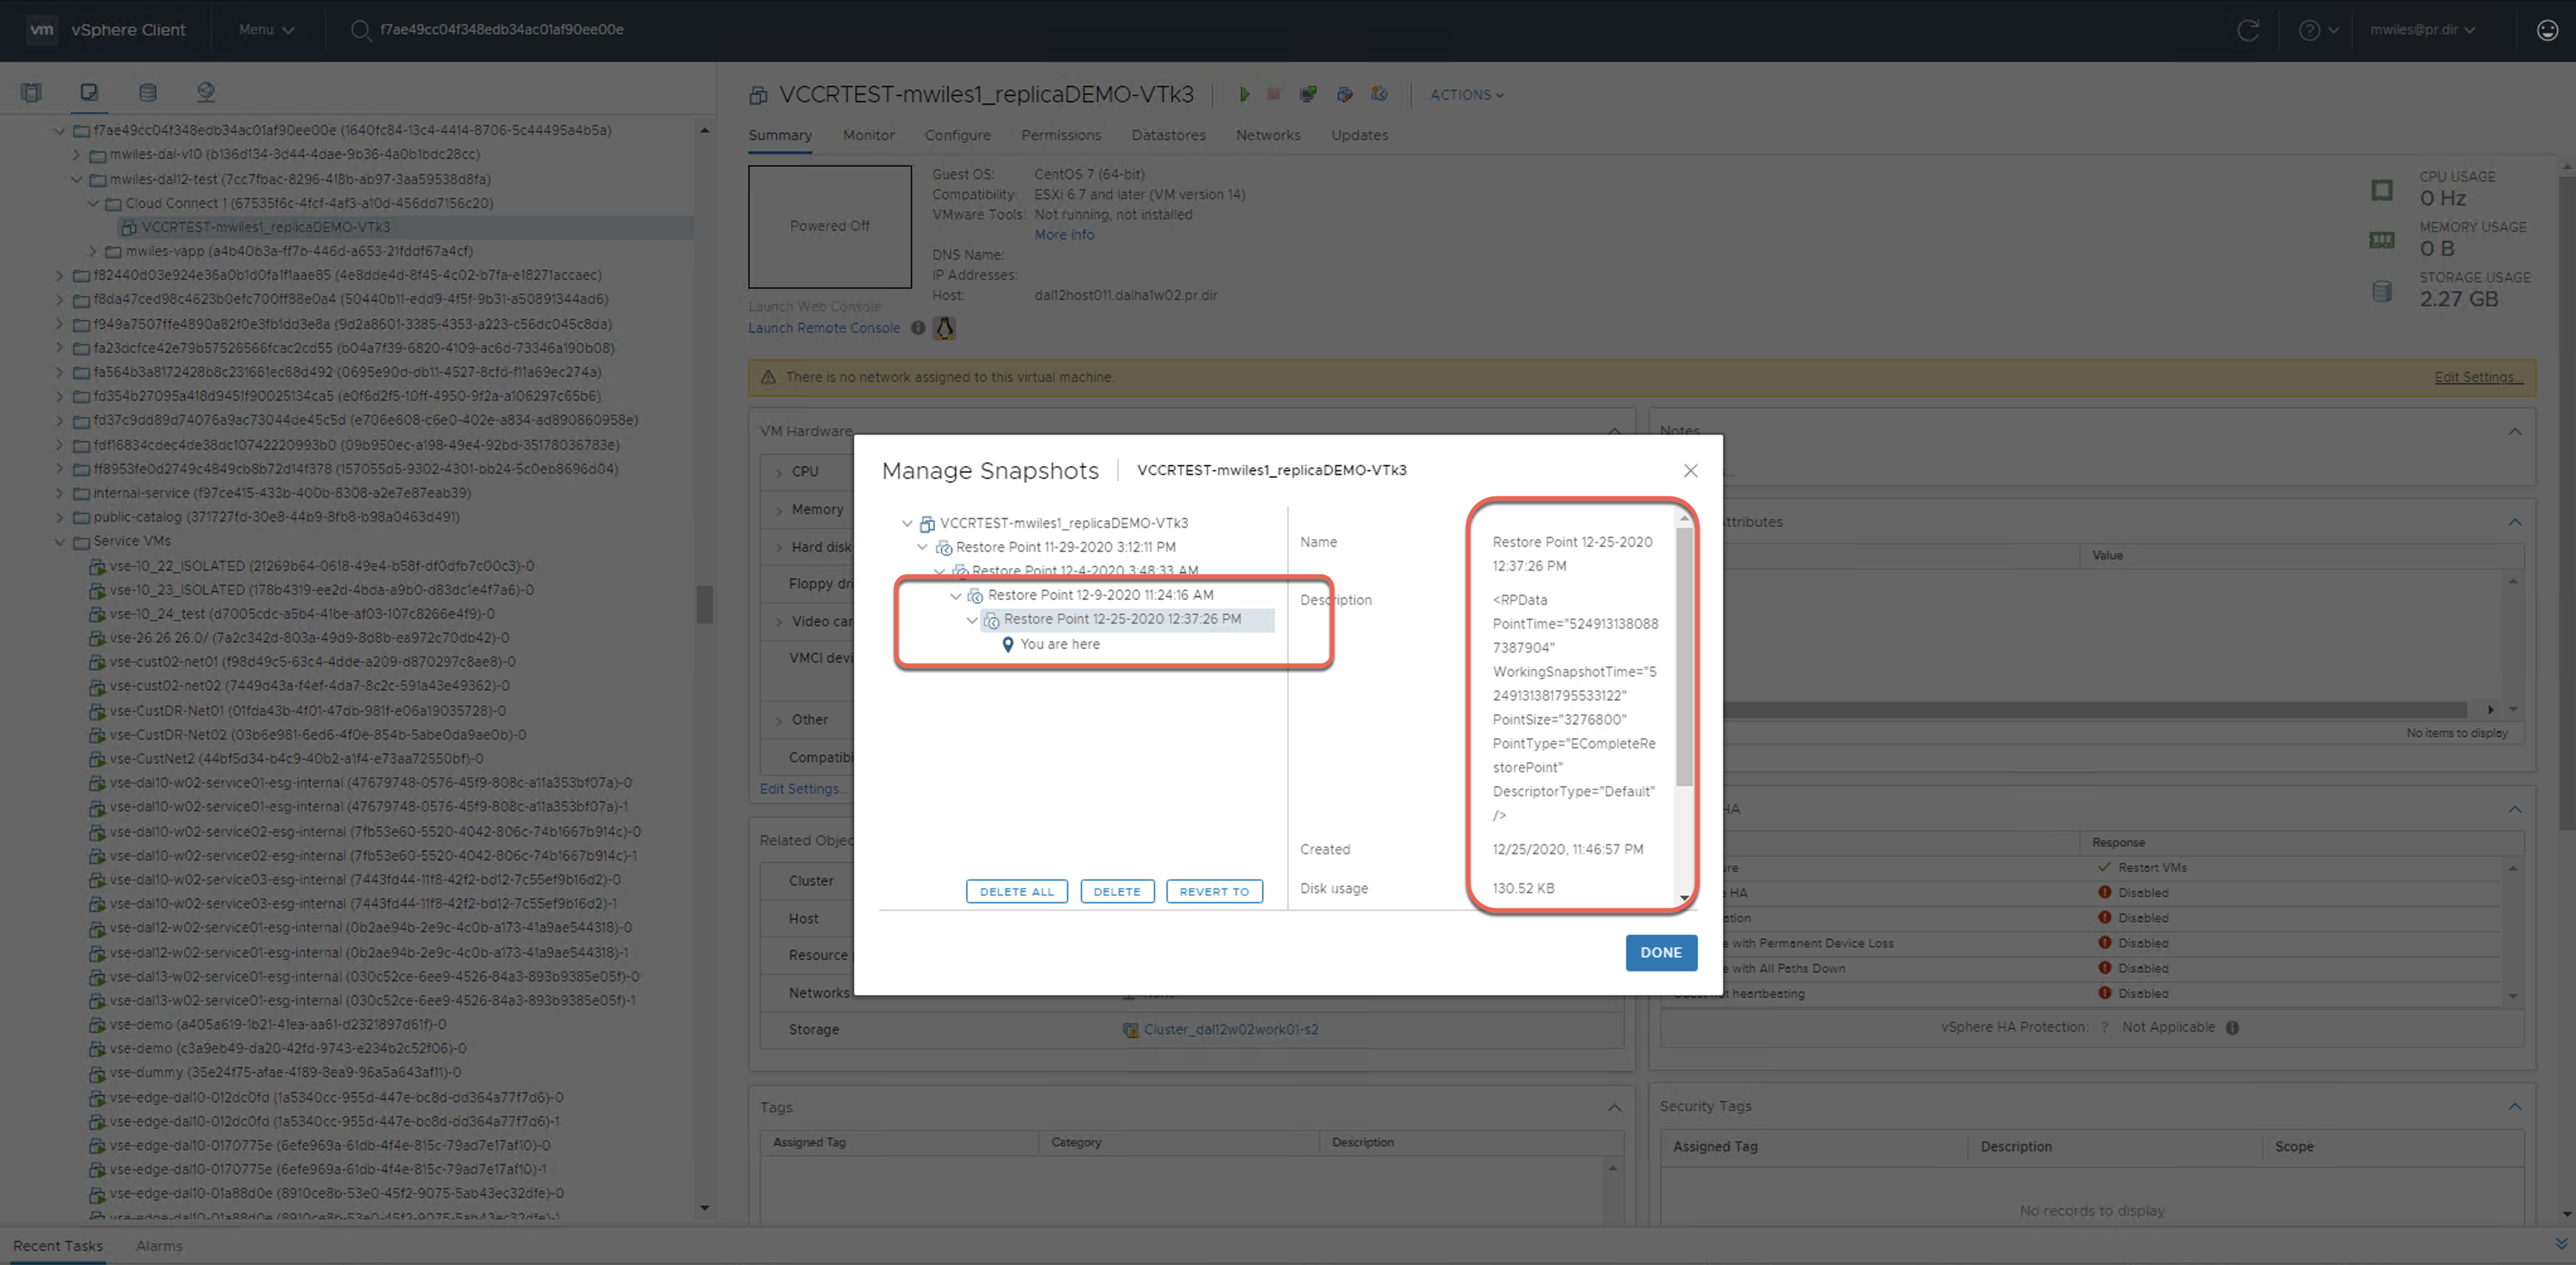 vm vSphere Client Menu f7ae49cc04f348edb34ac01af90ee00e mwiles@pr.dir
f7ae49cc04f348edb34ac01af90ee00e (1640fc84-13c4-4414-8706-5c44495a4b5a)
mwiles-dal-v10 (b136d134-3d44-4dae-9b36-4a0b1bdc28cc)
mwiles-dal12-test (7cc7fbac-8296-418b-ab97-3aa59538d8fa)
Cloud Connect 1 (67535f6c-4fcf-4af3-a10d-456dd7156c20)
VCCRTEST-mwiles1_replicaDEMO-VTk3
mwiles-vapp (a4b40b3a-ff7b-446d-a653-21fddf67a4cf)
f82440d03e924e36a0b1d0fa1f1aae85 (4e8dde4d-8f45-4c02-b7fa-e18271accaec)
f8da47ced98c4623b0efc700ff88e0a4 (50440b11-edd9-4f5f-9b31-a50891344ad6)
f949a7507ffe4890a82f0e3fb1dd3e8a (9d2a8601-3385-4353-a223-c56dc045c8da)
fa23dcfce42e79b57526566fcac2cd55 (b04a7f39-6820-4109-ac6d-73346a190b08)
fa564b3a8172428b8c231661ec68d492 (0695e90d-db11-4527-8cfd-f11a69ec274a)
fd354b27095a418d9451f90025134ca5 (e0f6d2f5-10ff-4950-9f2a-a106297c65b6)
fd37c9dd89d74076a9ac73044de45c5d (e706e608-c6e0-402e-a834-ad890860958e)
fdf16834cdec4de38dc10742220993b0 (09b950ec-a198-49e4-92bd-35178036783e)
ff8953fe0d2749c4849cb8b72d14f378 (157055d5-9302-4301-bb24-5c0eb8696d04)
internal-service (f97ce415-433b-400b-8308-a2e7e87eab39)
public-catalog (371727fd-30e8-44b9-8fb8-b98a0463d491)
Service VMs
vse-10_22_ISOLATED (21269b64-0618-49e4-b58f-df0dfb7c00c3)-0
vse-10_23_ISOLATED (178b4319-ee2d-4bda-a9b0-d83dc1e4f7a6)-0
vse-10_24_test (d7005cdc-a5b4-41be-af03-107c8266e4f9)-0
vse-26.26.26.0/ (7a2c342d-803a-49d9-8d8b-ea972c70db42)-0
vse-cust02-net01 (f98d49c5-63c4-4dde-a209-d870297c8ae8)-0
vse-cust02-net02 (7449d43a-f4ef-4da7-8c2c-591a43e49362)-0
vse-CustDR-Net01 (01fda43b-4f01-47db-981f-e06a19035728)-0
vse-CustDR-Net02 (03b6e981-6ed6-4f0e-854b-5abe0da9ae0b)-0
vse-CustNet2 (44bf5d34-b4c9-40b2-a1f4-e73aa72550bf)-0
vse-dal10-w02-service01-esg-internal (47679748-0576-45f9-808c-a11a353bf07a)-0
vse-dal10-w02-service01-esg-internal (47679748-0576-45f9-808c-a11a353bf07a)-1
vse-dal10-w02-service02-esg-internal (7fb53e60-5520-4042-806c-74b1667b914c)-0
vse-dal10-w02-service02-esg-internal (7fb53e60-5520-4042-806c-74b1667b914c)-1
vse-dal10-w02-service03-esg-internal (7443fd44-11f8-42f2-bd12-7c55ef9b16d2)-0
vse-dal10-w02-service03-esg-internal (7443fd44-11f8-42f2-bd12-7c55ef9b16d2)-1
vse-dal12-w02-service01-esg-internal (0b2ae94b-2e9c-4c0b-a173-41a9ae544318)-0
vse-dal12-w02-service01-esg-internal (0b2ae94b-2e9c-4c0b-a173-41a9ae544318)-1
vse-dal13-w02-service01-esg-internal (030c52ce-6ee9-4526-84a3-893b9385e05f)-0
vse-dal13-w02-service01-esg-internal (030c52ce-6ee9-4526-84a3-893b9385e05f)-1
vse-demo (a405a619-1b21-41ea-aa61-d2321897d61f)-0
vse-demo (c3a9eb49-da20-42fd-9743-e234b2c52f06)-0
vse-dummy (35e24f75-afae-4189-8ea9-96a5a643af11)-0
vse-edge-dal10-012dc0fd (1a5340cc-955d-447e-bc8d-dd364a77f7d6)-0
vse-edge-dal10-012dc0fd (1a5340cc-955d-447e-bc8d-dd364a77f7d6)-1
vse-edge-dal10-0170775e (6efe969a-61db-4f4e-815c-79ad7e17af10)-0
vse-edge-dal10-0170775e (6efe969a-61db-4f4e-815c-79ad7e17af10)-1
vse-edge-dal10-01a88d0e (8910ce8b-53e0-45f2-9075-5ab43ec32dfe)-0
vse-edge-dal10-01a88d0e (8910ce8b-53e0-45f2-9075-5ab43ec32dfe)-1
VCCRTEST-mwiles1_replicaDEMO-VTk3 ACTIONS
Summary Monitor Configure Permissions Datastores Networks Updates
Powered Off
Launch Web Console
Launch Remote Console
Guest OS: CentOS 7 (64-bit)
Compatibility: ESXi 6.7 and later (VM version 14)
VMware Tools: Not running, not installed
More info
DNS Name:
IP Addresses:
Host: dal12host011.dalha1w02.pr.dir
CPU USAGE
0 Hz
MEMORY USAGE
0 B
STORAGE USAGE
2.27 GB
There is no network assigned to this virtual machine. Edit Settings...
VM Hardware
CPU
Memory
Hard disk
Floppy dri
Video car
VMCI devi
Other
Compatibi
Edit Settings...
Related Objec
Cluster
Host
Resource
Networks
Storage Cluster_dal12w02work01-s2
Tags
Assigned Tag Category Description
Manage Snapshots VCCRTEST-mwiles1_replicaDEMO-VTk3
VCCRTEST-mwiles1_replicaDEMO-VTk3
Restore Point 11-29-2020 3:12:11 PM
Restore Point 12-4-2020 3:48:33 AM
Restore Point 12-9-2020 11:24:16 AM
Restore Point 12-25-2020 12:37:26 PM
You are here
DELETE ALL DELETE REVERT TO
Name Restore Point 12-25-2020
12:37:26 PM
Description <RPData
PointTime="524913138088
7387904"
WorkingSnapshotTime="5
249131381795533122"
PointSize="3276800"
PointType="ECompleteRe
storePoint"
DescriptorType="Default"
/>
Created 12/25/2020, 11:46:57 PM
Disk usage 130.52 KB
DONE
Notes
ttributes
Value
No items to display
HA
Response
ure Restart VMs
HA Disabled
ation Disabled
e with Permanent Device Loss Disabled
e with All Paths Down Disabled
heartbeating Disabled
vSphere HA Protection: ? Not Applicable
Security Tags
Assigned Tag Description Scope
No records to display
Recent Tasks Alarms